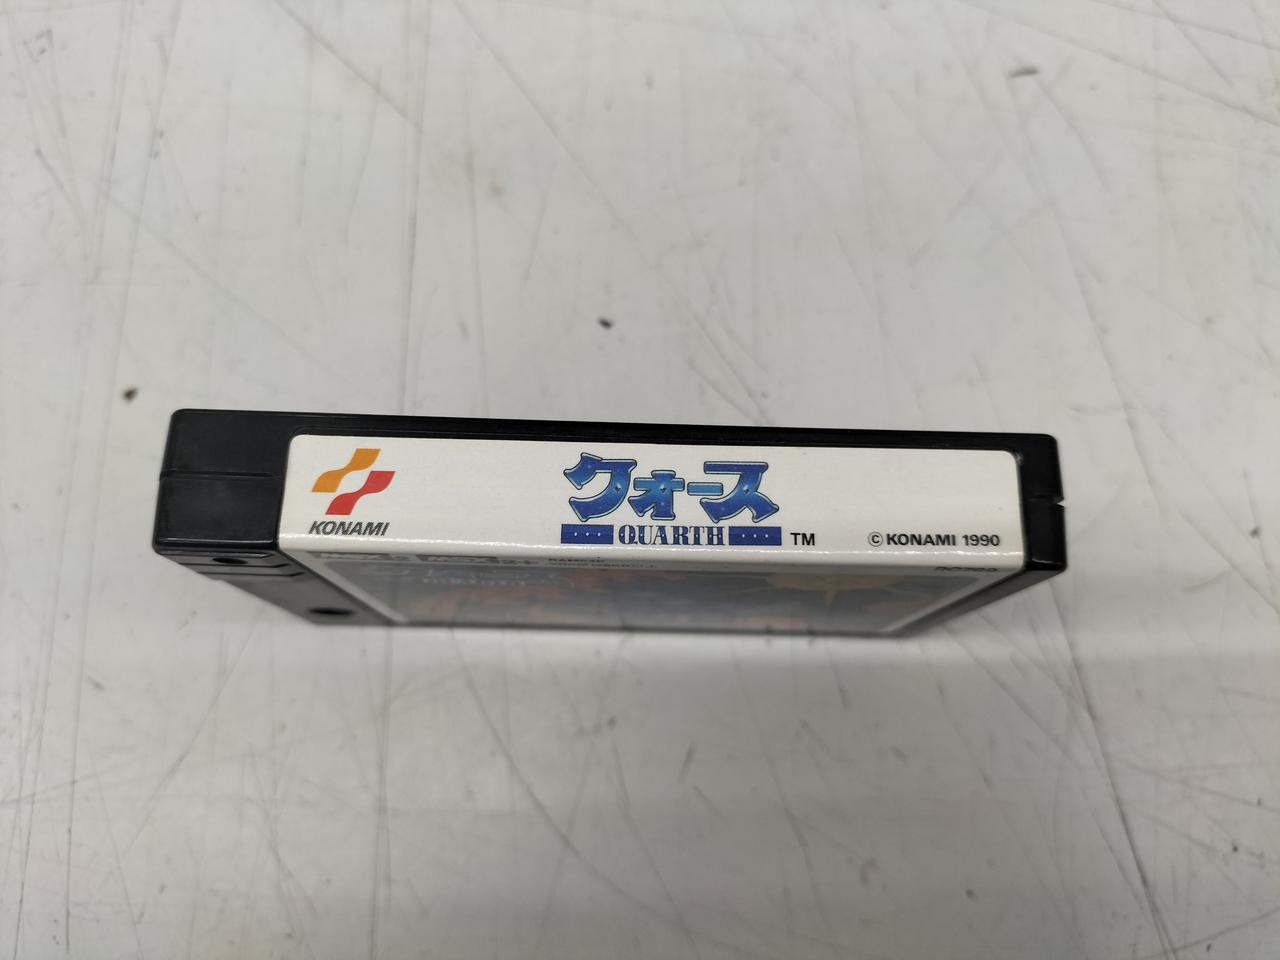 KONAMI
クォース
QUARTH
TM
© KONAMI 1990